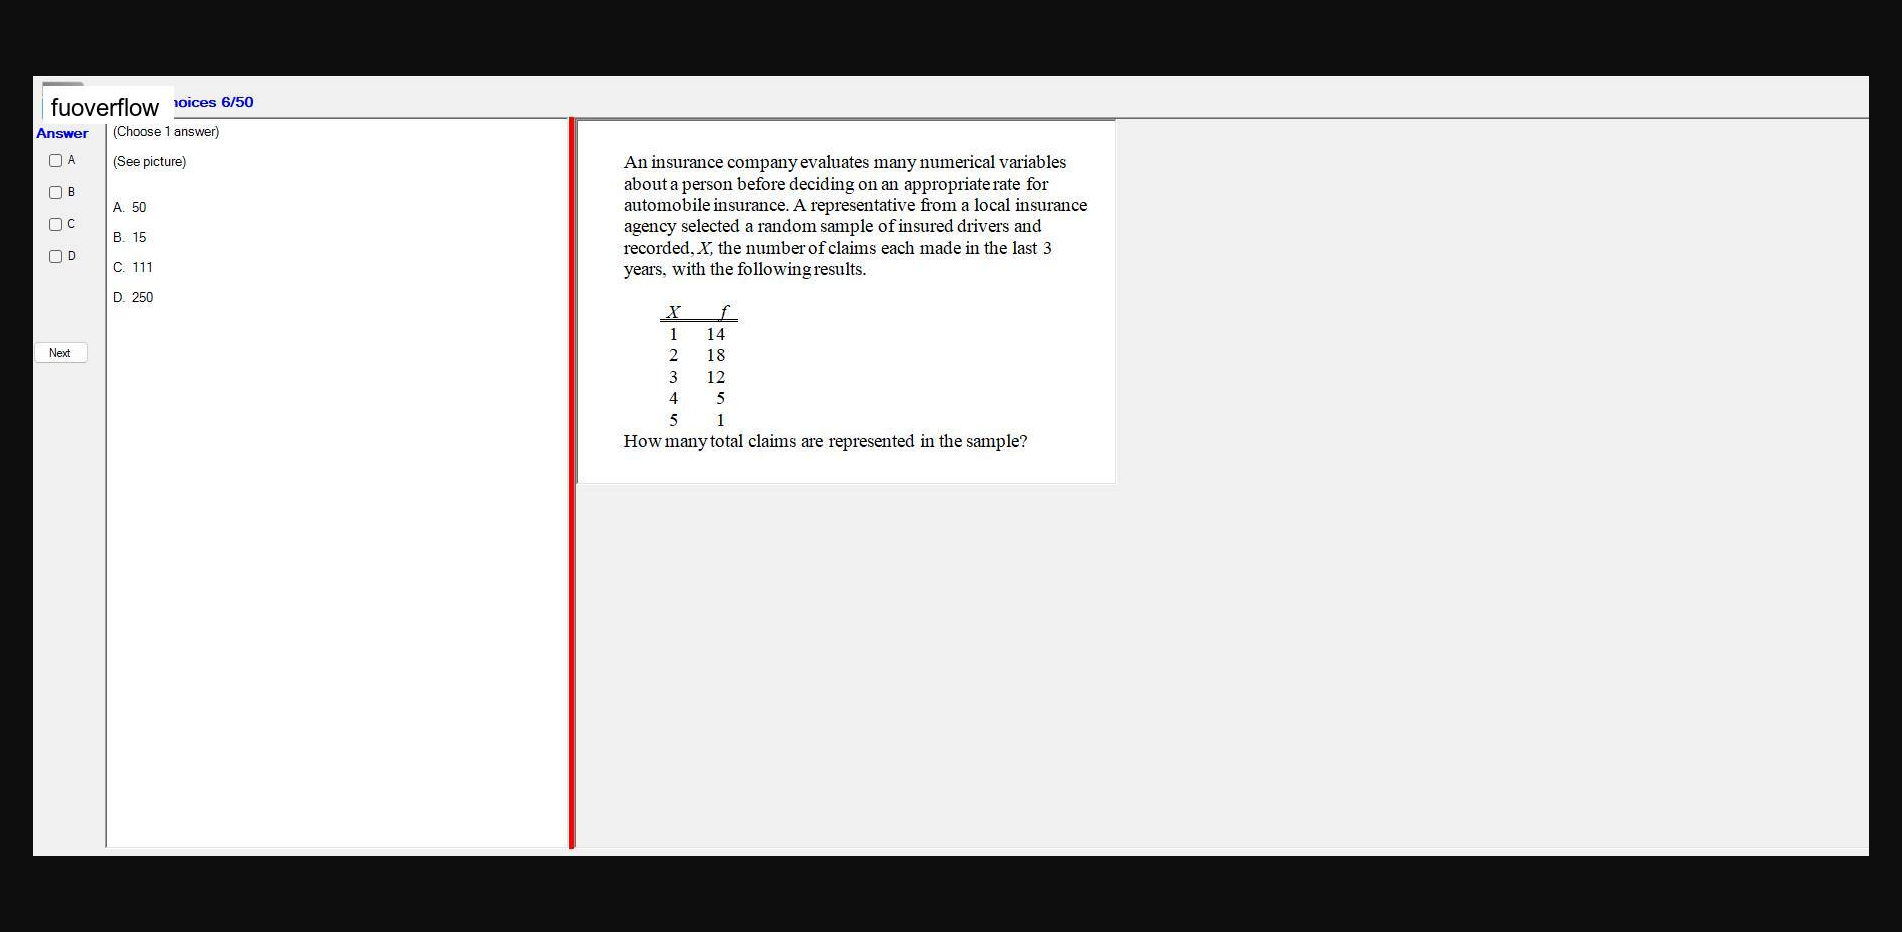 fuoverflow
hoices 6/50
Answer
(Choose 1 answer)
A
(See picture)
B
C
D
A. 50
B. 15
C. 111
D. 250
Next
An insurance company evaluates many numerical variables
about a person before deciding on an appropriate rate for
automobile insurance. A representative from a local insurance
agency selected a random sample of insured drivers and
recorded, X, the number of claims each made in the last 3
years, with the following results.
X f
1 14
2 18
3 12
4 5
5 1
How many total claims are represented in the sample?